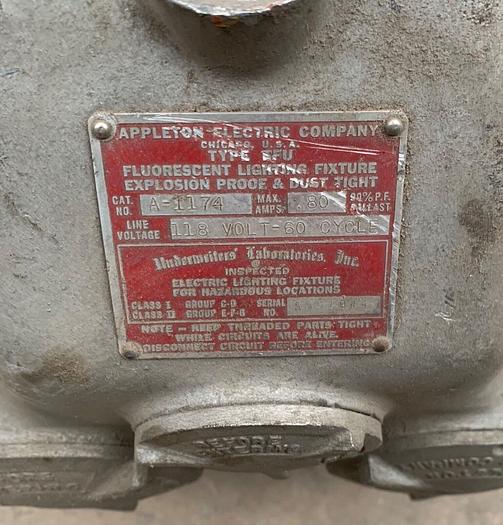 APPLETON ELECTRIC COMPANY
CHICAGO, U.S.A.
TYPE EFU
FLUORESCENT LIGHTING FIXTURE
EXPLOSION PROOF & DUST TIGHT
CAT. NO. A-1174 MAX. AMPS. .80 94% P.F. BALLAST
LINE VOLTAGE 118 VOLT-60 CYCLE
Underwriters' Laboratories, Inc.
INSPECTED
ELECTRIC LIGHTING FIXTURE
FOR HAZARDOUS LOCATIONS
CLASS I GROUP C-D SERIAL
CLASS II GROUP E-F-G NO.
NOTE - KEEP THREADED PARTS TIGHT
WHILE CIRCUITS ARE ALIVE.
DISCONNECT CIRCUIT BEFORE ENTERING
BEFORE